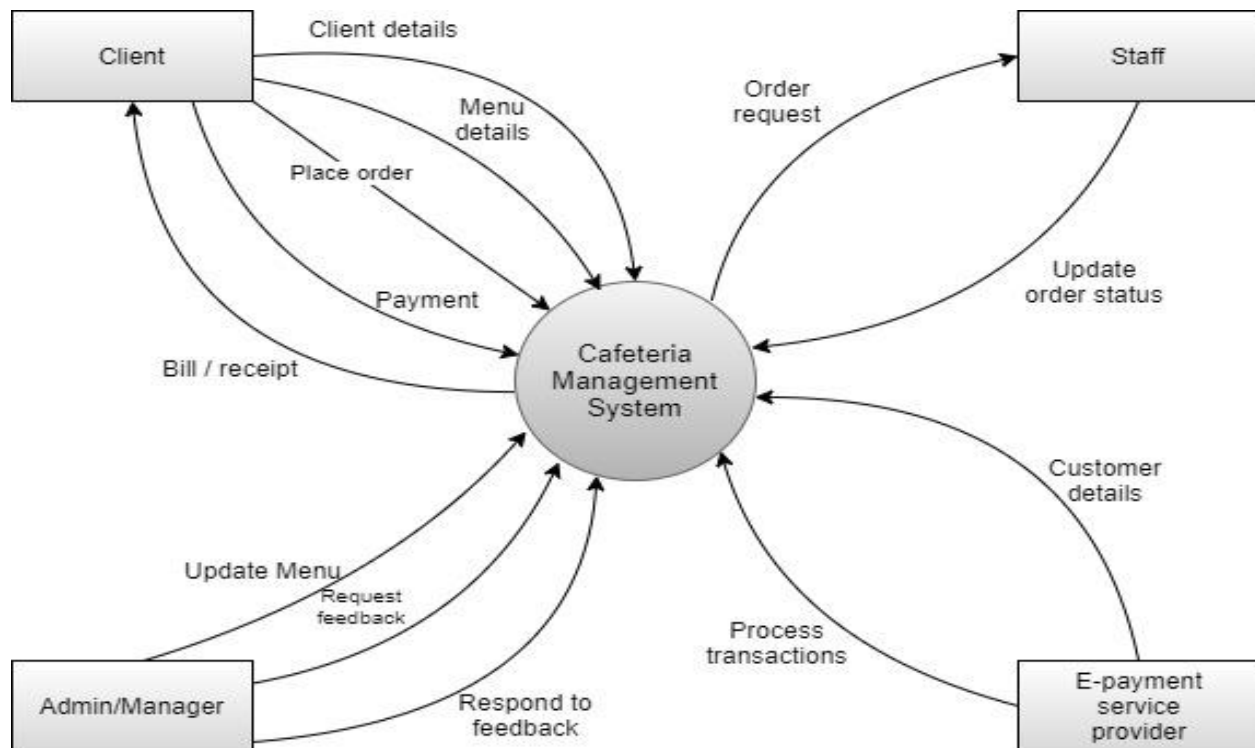 Client details
Client
Staff
Order
request
Menu
details
Place order
Update
order status
Payment
Cafeteria
Management
System
Bill / receipt
Customer
details
Update Menu
Request
feedback
Process
transactions
Admin/Manager
Respond to
feedback
E-payment
service
provider